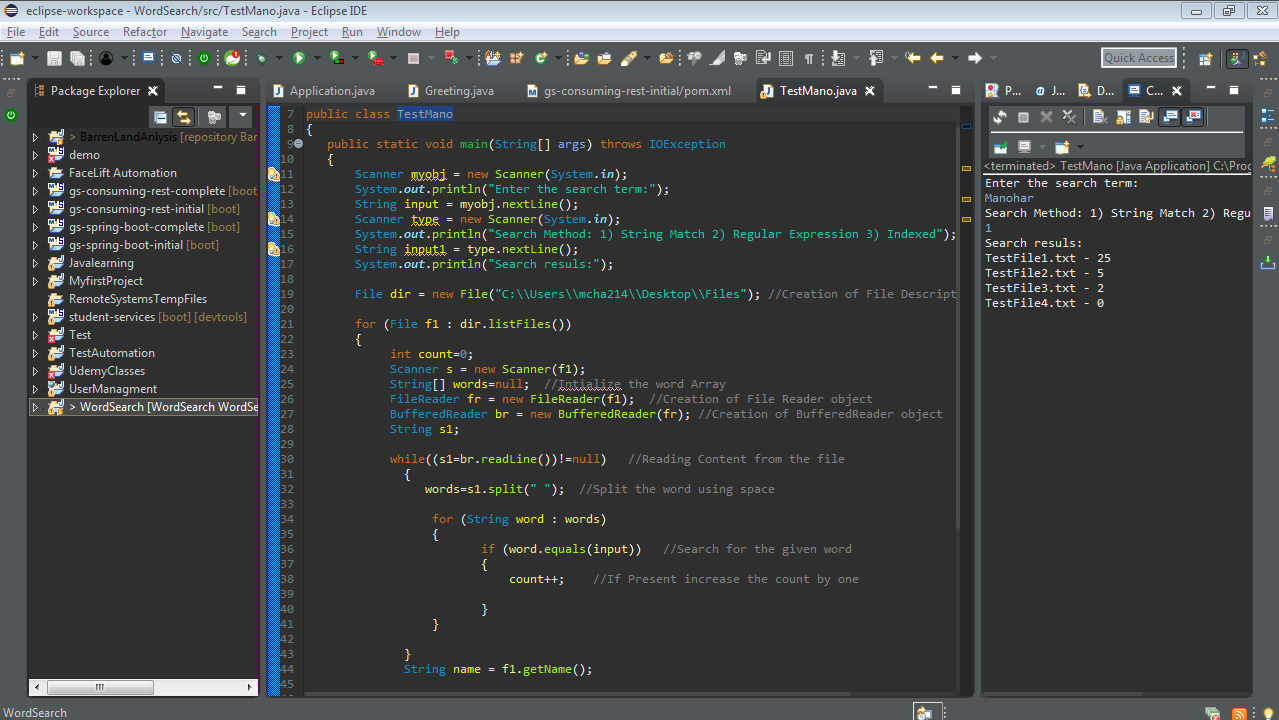 eclipse-workspace - WordSearch/src/TestMano.java - Eclipse IDE
File Edit Source Refactor Navigate Search Project Run Window Help
Quick Access
Package Explorer
> BarrenLandAnlysis [repository Bar
demo
FaceLift Automation
gs-consuming-rest-complete [boot
gs-consuming-rest-initial [boot]
gs-spring-boot-complete [boot]
gs-spring-boot-initial [boot]
Javalearning
MyfirstProject
RemoteSystemsTempFiles
student-services [boot] [devtools]
Test
TestAutomation
UdemyClasses
UserManagment
> WordSearch [WordSearch WordSe
Application.java Greeting.java gs-consuming-rest-initial/pom.xml TestMano.java
7 public class TestMano
8 {
9 public static void main(String[] args) throws IOException
10 {
11 Scanner myobj = new Scanner(System.in);
12 System.out.println("Enter the search term:");
13 String input = myobj.nextLine();
14 Scanner type = new Scanner(System.in);
15 System.out.println("Search Method: 1) String Match 2) Regular Expression 3) Indexed");
16 String input1 = type.nextLine();
17 System.out.println("Search resuls:");
18
19 File dir = new File("C:\\Users\\mcha214\\Desktop\\Files"); //Creation of File Descript
20
21 for (File f1 : dir.listFiles())
22 {
23 int count=0;
24 Scanner s = new Scanner(f1);
25 String[] words=null; //Intialize the word Array
26 FileReader fr = new FileReader(f1); //Creation of File Reader object
27 BufferedReader br = new BufferedReader(fr); //Creation of BufferedReader object
28 String s1;
29
30 while((s1=br.readLine())!=null) //Reading Content from the file
31 {
32 words=s1.split(" "); //Split the word using space
33
34 for (String word : words)
35 {
36 if (word.equals(input)) //Search for the given word
37 {
38 count++; //If Present increase the count by one
39
40 }
41 }
42
43 }
44 String name = f1.getName();
45
P... @ J... D... C...
<terminated> TestMano [Java Application] C:\Proc
Enter the search term:
Manohar
Search Method: 1) String Match 2) Regu
1
Search resuls:
TestFile1.txt - 25
TestFile2.txt - 5
TestFile3.txt - 2
TestFile4.txt - 0
WordSearch